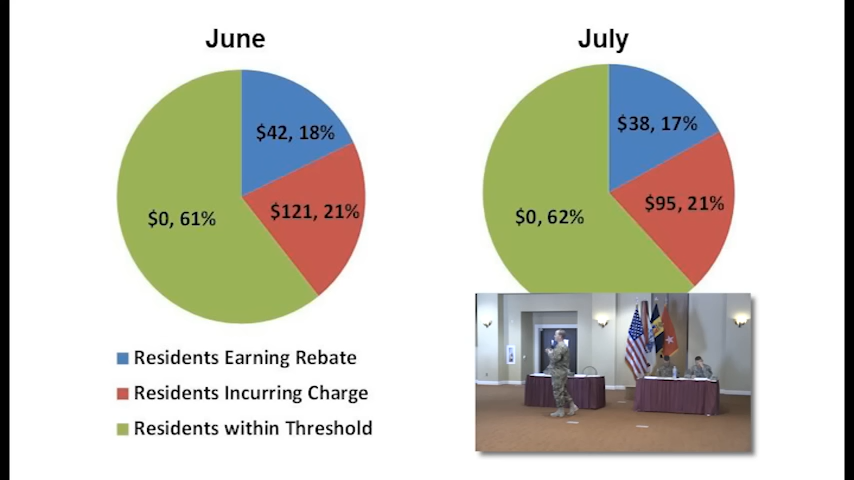 June
July
$42, 18%
$121, 21%
$0, 61%
$38, 17%
$95, 21%
$0, 62%
Residents Earning Rebate
Residents Incurring Charge
Residents within Threshold